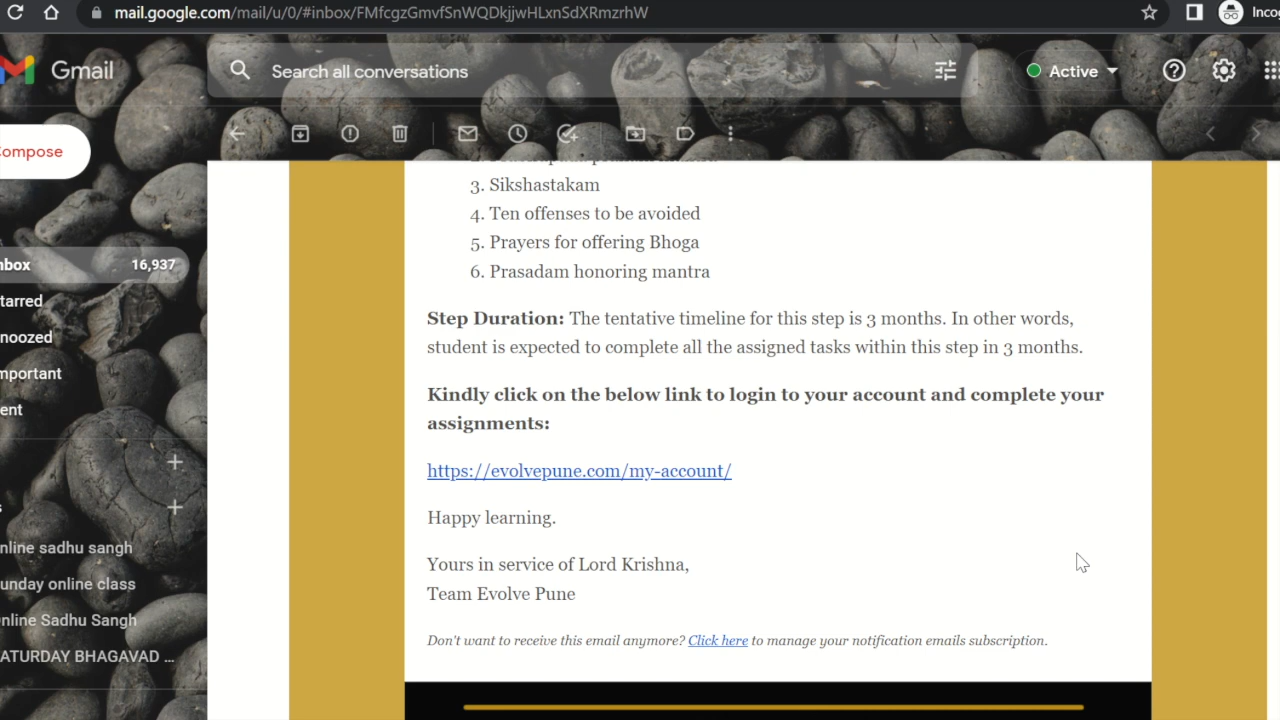 mail.google.com/mail/u/0/#inbox/FMfcgzGmvfSnWQDkjjwHLxnSdXRmzrhW
Incog
Gmail
Search all conversations
Active
Compose
3. Sikshastakam
4. Ten offenses to be avoided
5. Prayers for offering Bhoga
6. Prasadam honoring mantra
nbox 16,937
tarred
noozed
mportant
ent
Step Duration: The tentative timeline for this step is 3 months. In other words,
student is expected to complete all the assigned tasks within this step in 3 months.
Kindly click on the below link to login to your account and complete your
assignments:
https://evolvepune.com/my-account/
Happy learning.
Yours in service of Lord Krishna,
Team Evolve Pune
Don't want to receive this email anymore? Click here to manage your notification emails subscription.
nline sadhu sangh
unday online class
nline Sadhu Sangh
ATURDAY BHAGAVAD ...